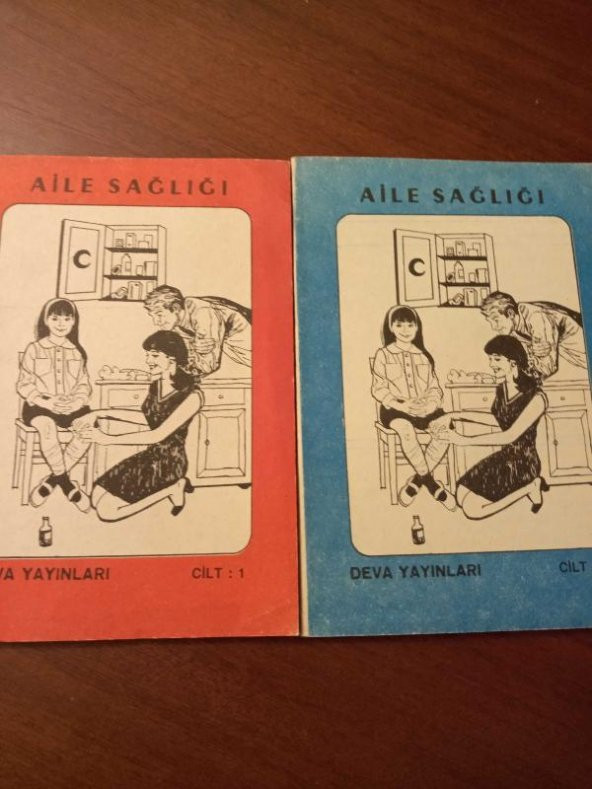 AİLE SAĞLIĞI
VA YAYINLARI CİLT : 1
AİLE SAĞLIĞI
DEVA YAYINLARI CİLT